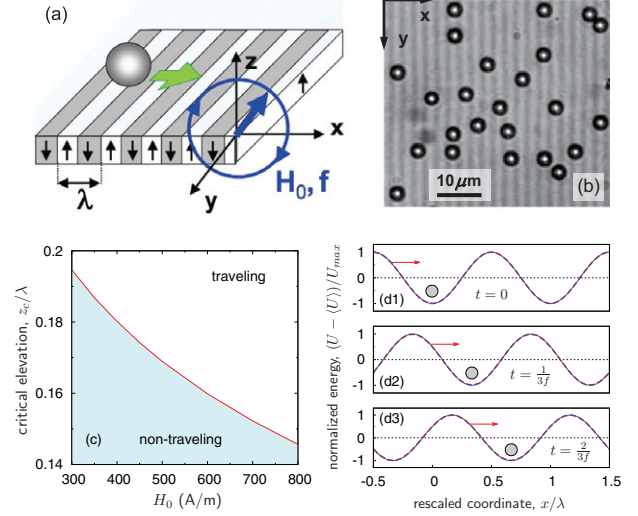 (a)
z
x
y
H₀, f
λ
x
y
10 μm
(b)
critical elevation, z_c/λ
0.2
0.18
0.16
0.14
traveling
non-traveling
(c)
300 400 500 600 700 800
H₀ (A/m)
normalized energy, (U − ⟨U⟩)/U_max
1
0
-1
(d1)
t = 0
1
0
-1
(d2)
t = 1/3f
1
0
-1
(d3)
t = 2/3f
-0.5 0 0.5 1 1.5
rescaled coordinate, x/λ